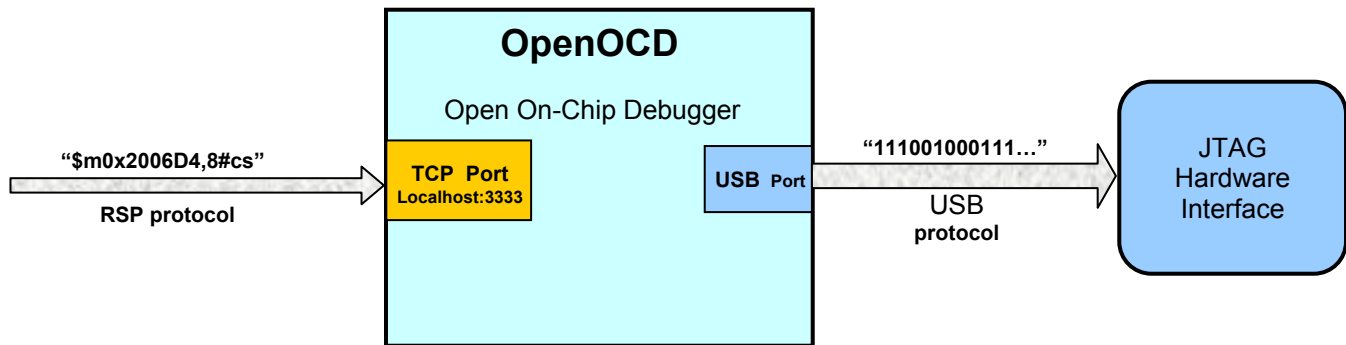 OpenOCD
Open On-Chip Debugger
“$m0x2006D4,8#cs”
RSP protocol
TCP Port
Localhost:3333
USB Port
“111001000111…”
USB
protocol
JTAG
Hardware
Interface